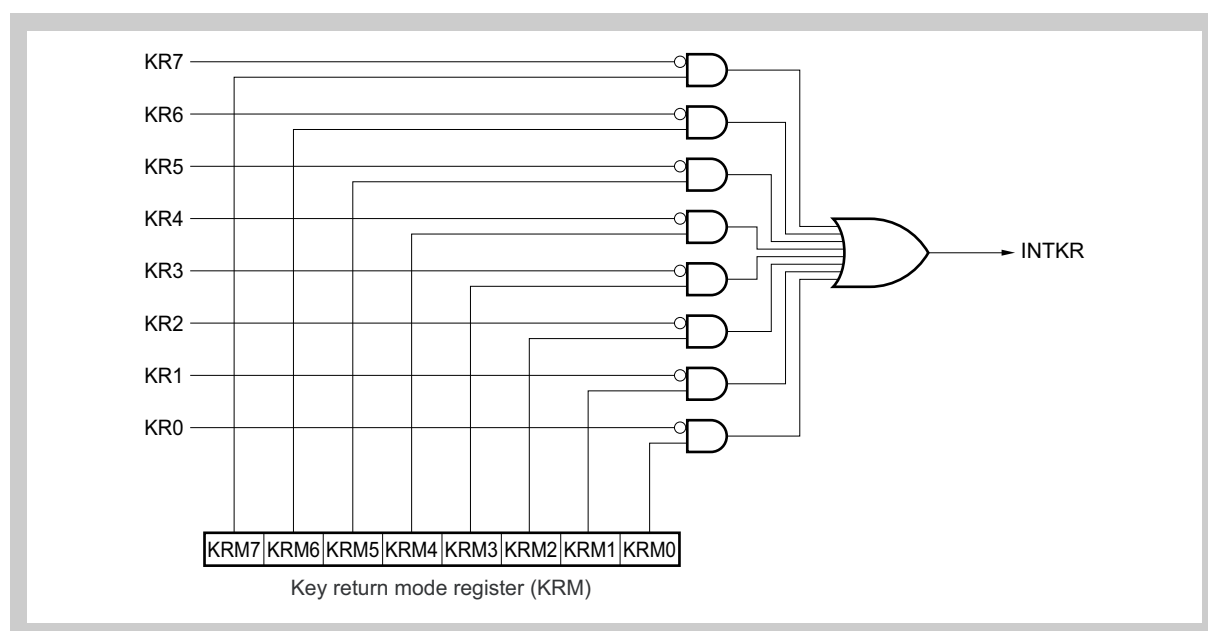 KR7
KR6
KR5
KR4
KR3
KR2
KR1
KR0
INTKR
KRM7 KRM6 KRM5 KRM4 KRM3 KRM2 KRM1 KRM0
Key return mode register (KRM)